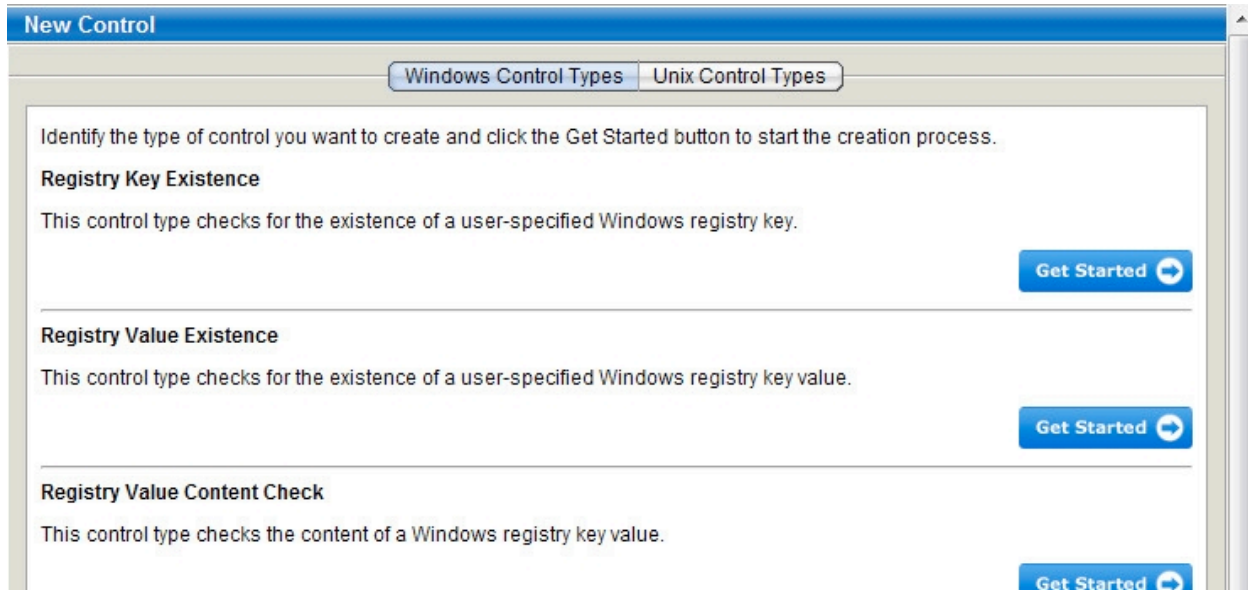 New Control
Windows Control Types
Unix Control Types
Identify the type of control you want to create and click the Get Started button to start the creation process.
Registry Key Existence
This control type checks for the existence of a user-specified Windows registry key.
Get Started
Registry Value Existence
This control type checks for the existence of a user-specified Windows registry key value.
Get Started
Registry Value Content Check
This control type checks the content of a Windows registry key value.
Get Started